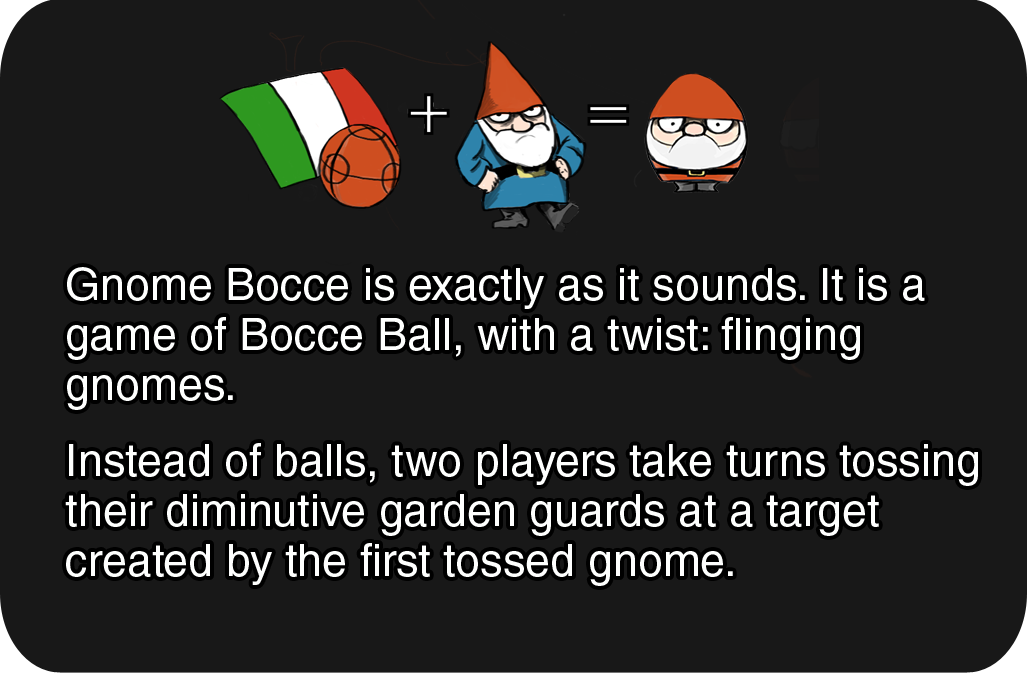 + =
Gnome Bocce is exactly as it sounds. It is a
game of Bocce Ball, with a twist: flinging
gnomes.
Instead of balls, two players take turns tossing
their diminutive garden guards at a target
created by the first tossed gnome.